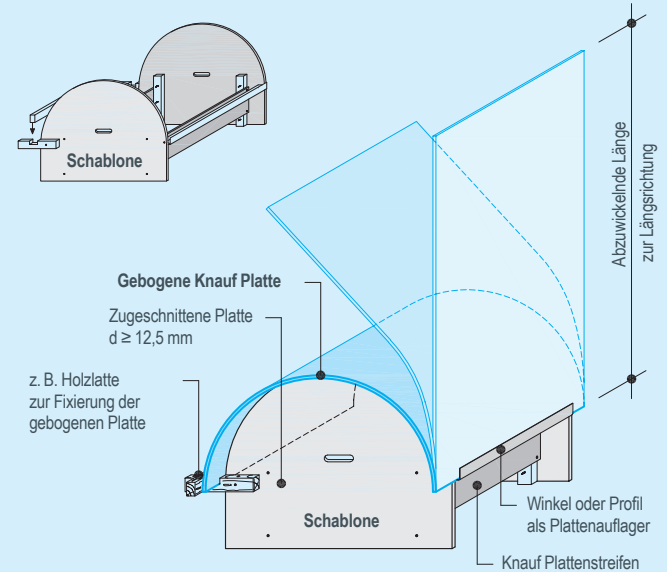 Schablone
Abzuwickelnde Länge
zur Längsrichtung
Gebogene Knauf Platte
Zugeschnittene Platte
d ≥ 12,5 mm
z. B. Holzlatte
zur Fixierung der
gebogenen Platte
Schablone
Winkel oder Profil
als Plattenauflager
Knauf Plattenstreifen